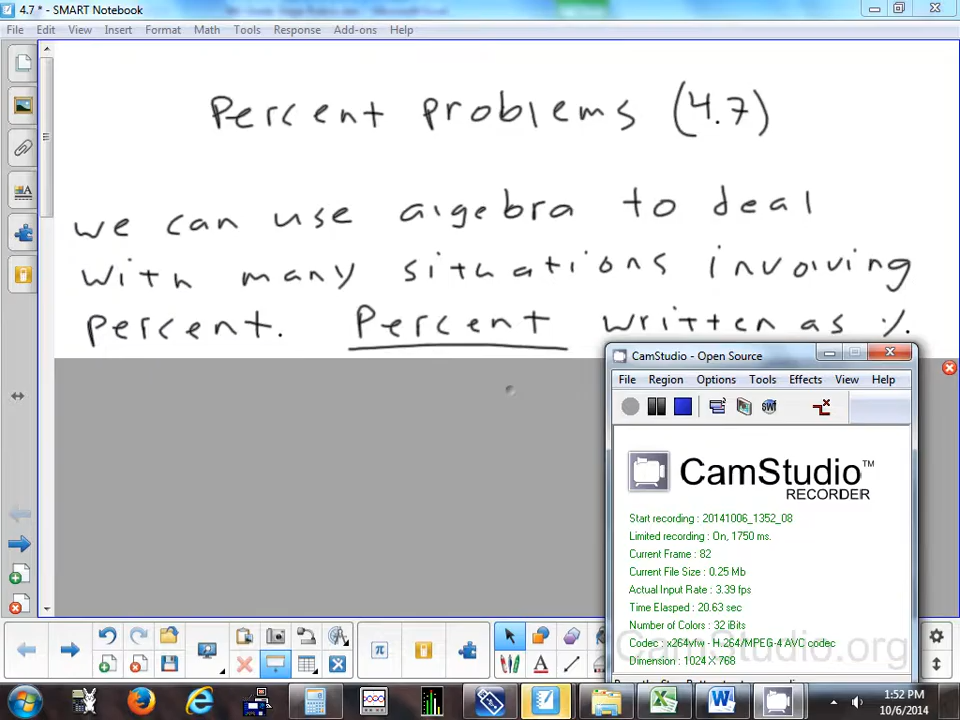 4.7 * - SMART Notebook
File Edit View Insert Format Math Tools Response Add-ons Help
Percent problems (4.7)
we can use algebra to deal
with many situations involving
percent. Percent written as %.
CamStudio - Open Source
File Region Options Tools Effects View Help
CamStudio™
RECORDER
Start recording : 20141006_1352_08
Limited recording : On, 1750 ms.
Current Frame : 82
Current File Size : 0.25 Mb
Actual Input Rate : 3.39 fps
Time Elasped : 20.63 sec
Number of Colors : 32 iBits
Codec : x264vfw - H.264/MPEG-4 AVC codec
Dimension : 1024 X 768
CamStudio.org
1:52 PM
10/6/2014